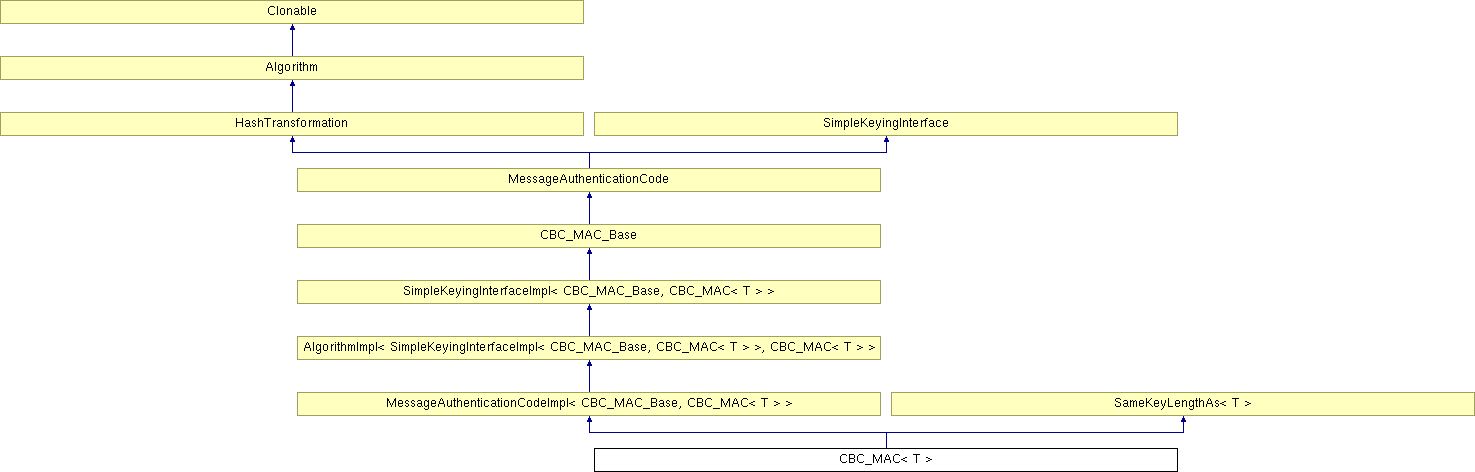 Clonable
Algorithm
HashTransformation
SimpleKeyingInterface
MessageAuthenticationCode
CBC_MAC_Base
SimpleKeyingInterfaceImpl< CBC_MAC_Base, CBC_MAC< T > >
AlgorithmImpl< SimpleKeyingInterfaceImpl< CBC_MAC_Base, CBC_MAC< T > >, CBC_MAC< T > >
MessageAuthenticationCodeImpl< CBC_MAC_Base, CBC_MAC< T > >
SameKeyLengthAs< T >
CBC_MAC< T >